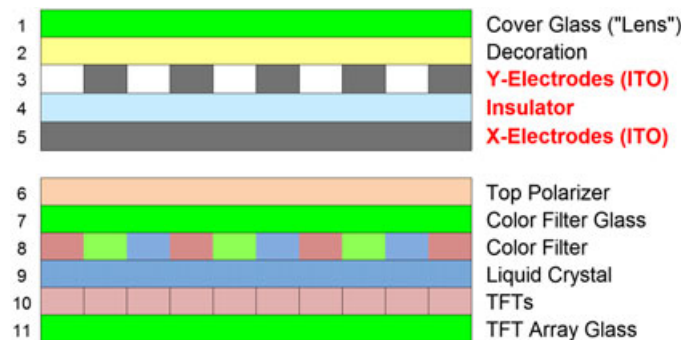 1 Cover Glass ("Lens")
2 Decoration
3 Y-Electrodes (ITO)
4 Insulator
5 X-Electrodes (ITO)
6 Top Polarizer
7 Color Filter Glass
8 Color Filter
9 Liquid Crystal
10 TFTs
11 TFT Array Glass